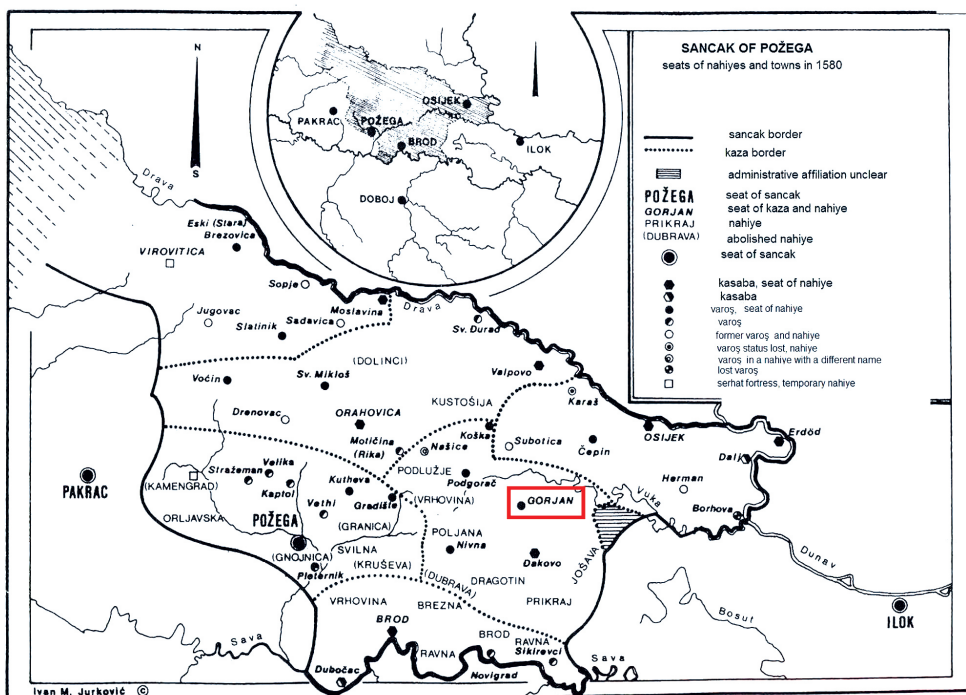 SANCAK OF POŽEGA
seats of nahiyes and towns in 1580
sancak border
kaza border
administrative affiliation unclear
POŽEGA
seat of sancak
GORJAN
seat of kaza and nahiye
PRIKRAJ
nahiye
(DUBRAVA)
abolished nahiye
seat of sancak
kasaba, seat of nahiye
kasaba
varoş, seat of nahiye
varoş
former varoş and nahiye
varoş status lost, nahiye
varoş in a nahiye with a different name
lost varoş
serhat fortress, temporary nahiye
N
S
OSIJEK
PAKRAC
POŽEGA
BROD
ILOK
DOBOJ
Drava
Eski (Stara)
Brezovica
VIROVITICA
Sopje
Moslavina
Drava
Jugovac
Sadavica
Slatinik
Sv. Đurađ
(DOLINCI)
Valpovo
Voćin
Sv. Mikloš
Karaš
KUSTOŠIJA
Drenovac
ORAHOVICA
Koška
OSIJEK
Erdöd
Motičina
(Rika)
Našice
Subotica
Čepin
Dalj
PAKRAC
(KAMENGRAD)
Stražeman
Velika
Kaptol
PODLUŽJE
Podgorač
Herman
Kutheva
Gradište
(VRHOVINA)
GORJAN
Vuka
Borhova
ORLJAVSKA
POŽEGA
Vethi
(GRANICA)
POLJANA
Nivna
(GNOJNICA)
SVILNA
(KRUŠEVA)
Pleternik
Đakovo
JOŠAVA
Dunav
(DUBRAVA)
DRAGOTIN
VRHOVINA
BREZNA
PRIKRAJ
Bosut
ILOK
BROD
BROD
RAVNA
Sikirevci
RAVNA
Sava
Dubočac
Novigrad
Sava
Ivan M. Jurković ©